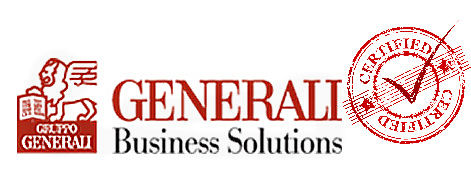 GRUPPO
GENERALI
GENERALI
Business Solutions
CERTIFIED
CERTIFIED